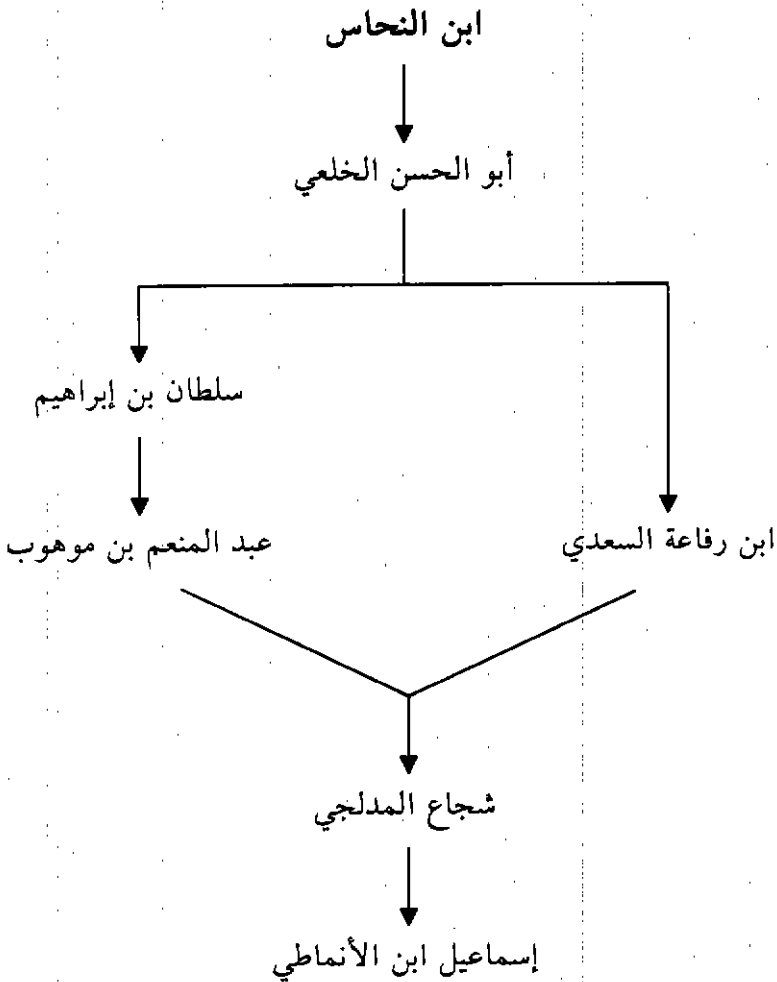 ابن النحاس
أبو الحسن الخلعي
سلطان بن إبراهيم
ابن رفاعة السعدي
عبد المنعم بن موهوب
شجاع المدلجي
إسماعيل ابن الأنماطي